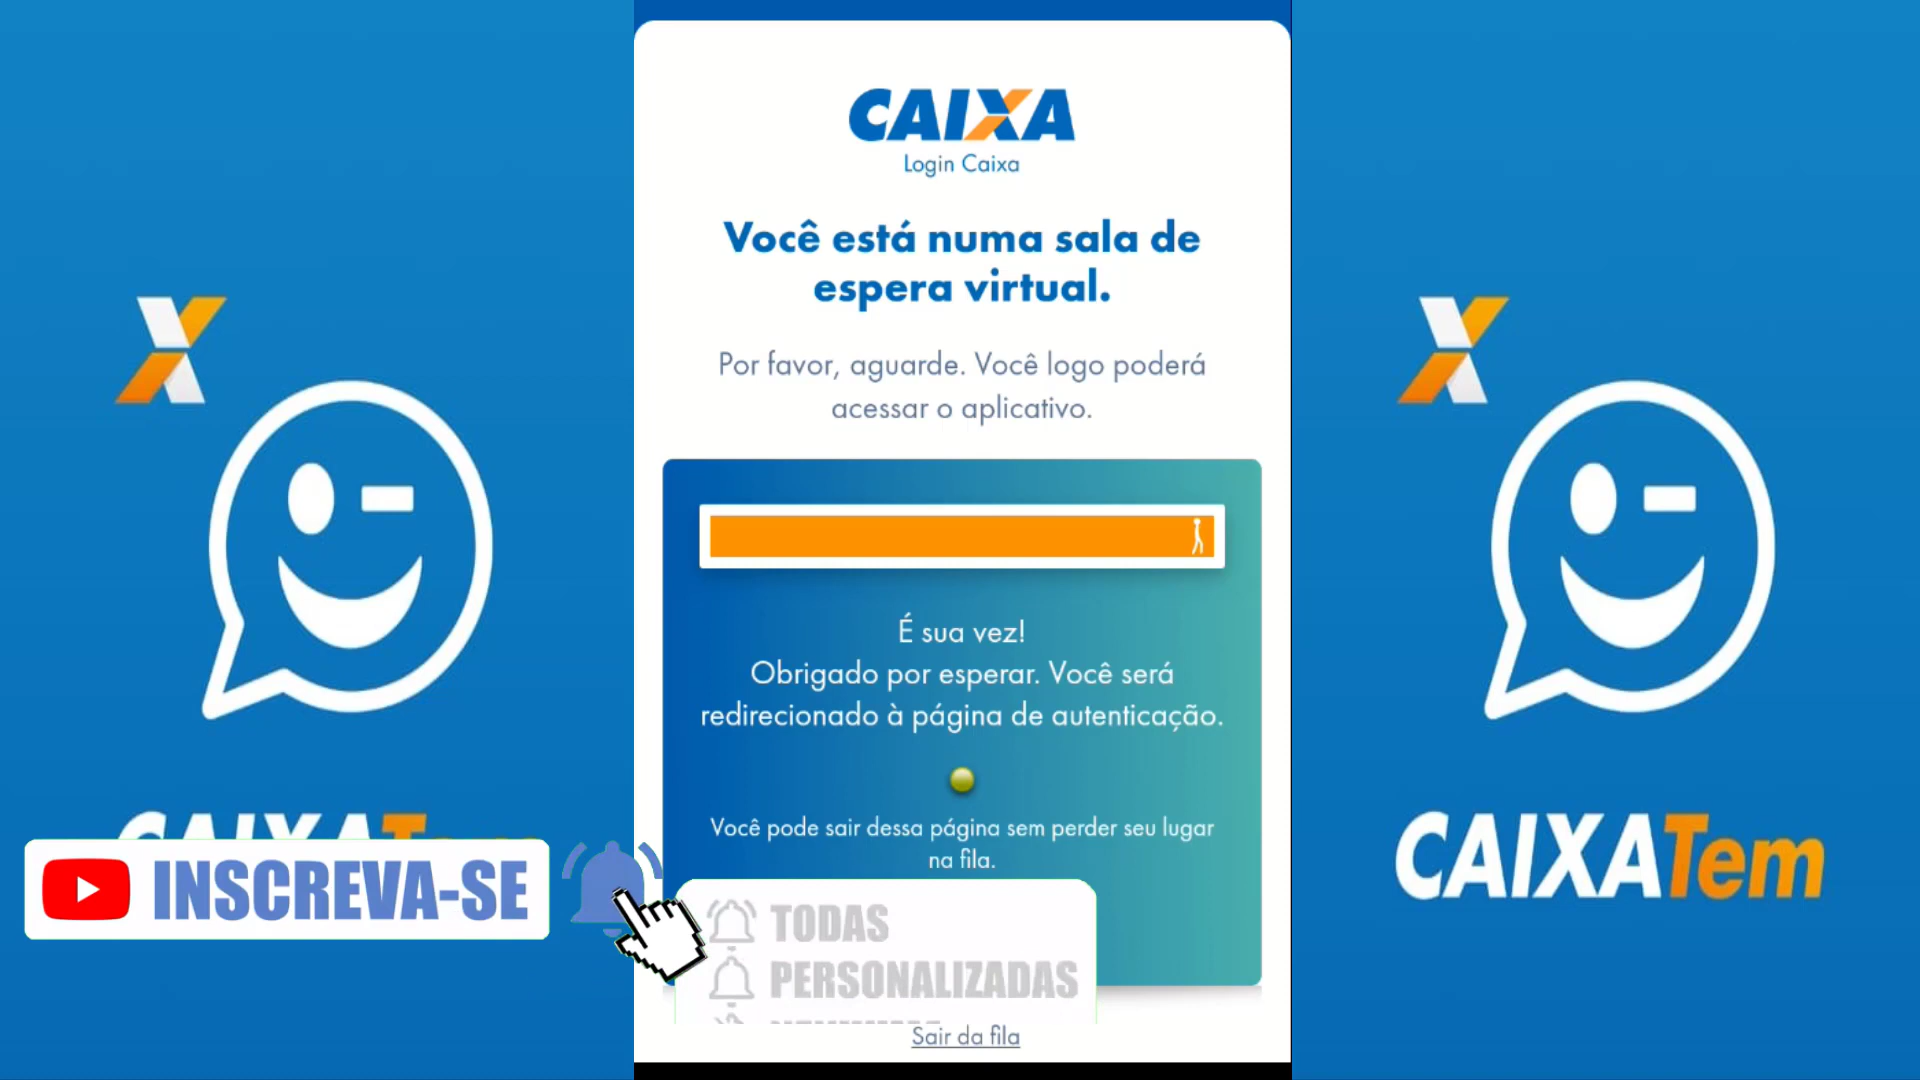 CAIXA
Login Caixa
Você está numa sala de
espera virtual.
Por favor, aguarde. Você logo poderá
acessar o aplicativo.
É sua vez!
Obrigado por esperar. Você será
redirecionado à página de autenticação.
Você pode sair dessa página sem perder seu lugar
na fila.
Sair da fila
INSCREVA-SE
TODAS
PERSONALIZADAS
CAIXATem